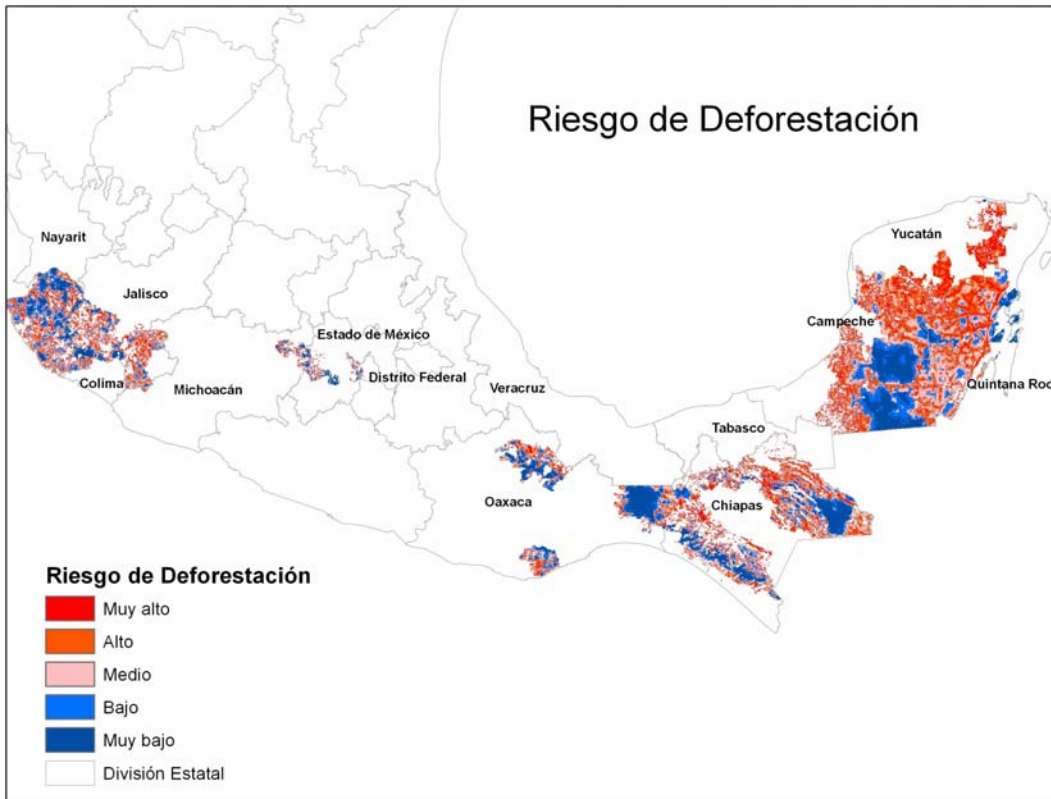 Riesgo de Deforestación
Nayarit
Yucatán
Jalisco
Campeche
Estado de México
Distrito Federal
Colima
Michoacán
Veracruz
Quintana Roo
Tabasco
Oaxaca
Chiapas
Riesgo de Deforestación
Muy alto
Alto
Medio
Bajo
Muy bajo
División Estatal